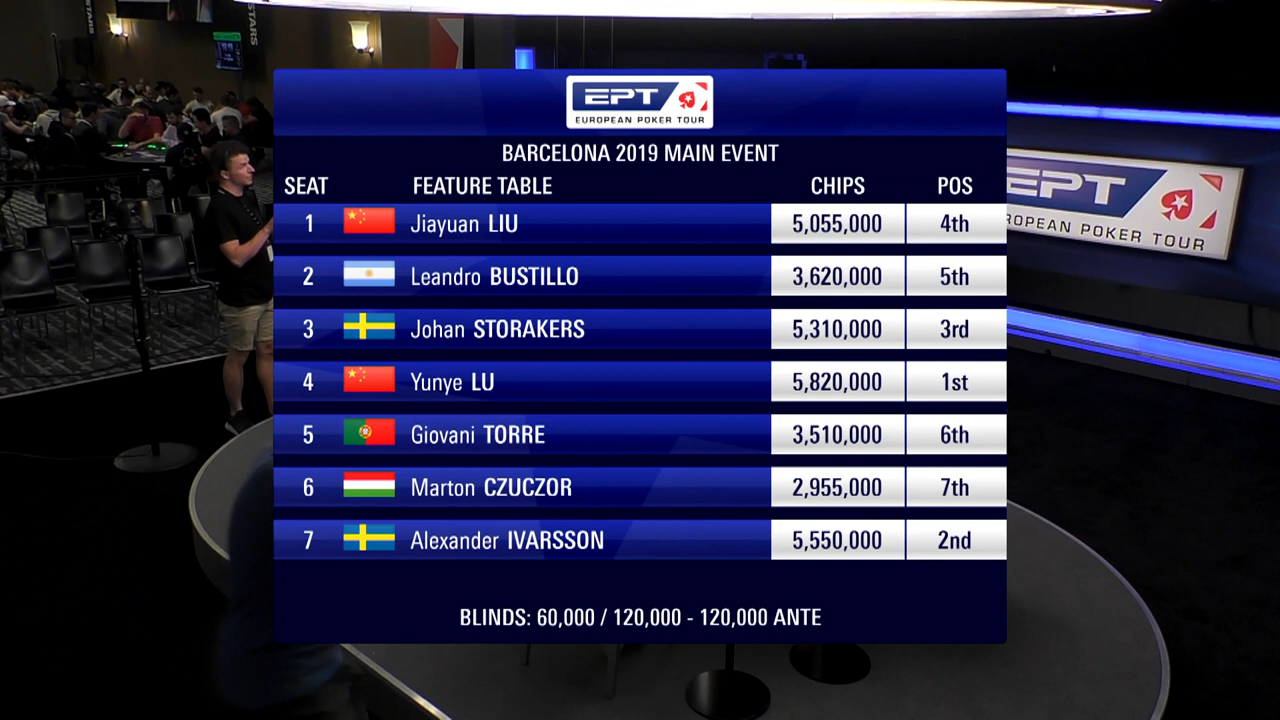 STARS
STARS
EPT
EUROPEAN POKER TOUR
BARCELONA 2019 MAIN EVENT
SEAT FEATURE TABLE CHIPS POS
1 Jiayuan LIU 5,055,000 4th
2 Leandro BUSTILLO 3,620,000 5th
3 Johan STORAKERS 5,310,000 3rd
4 Yunye LU 5,820,000 1st
5 Giovani TORRE 3,510,000 6th
6 Marton CZUCZOR 2,955,000 7th
7 Alexander IVARSSON 5,550,000 2nd
BLINDS: 60,000 / 120,000 - 120,000 ANTE
EPT
ROPEAN POKER TOUR